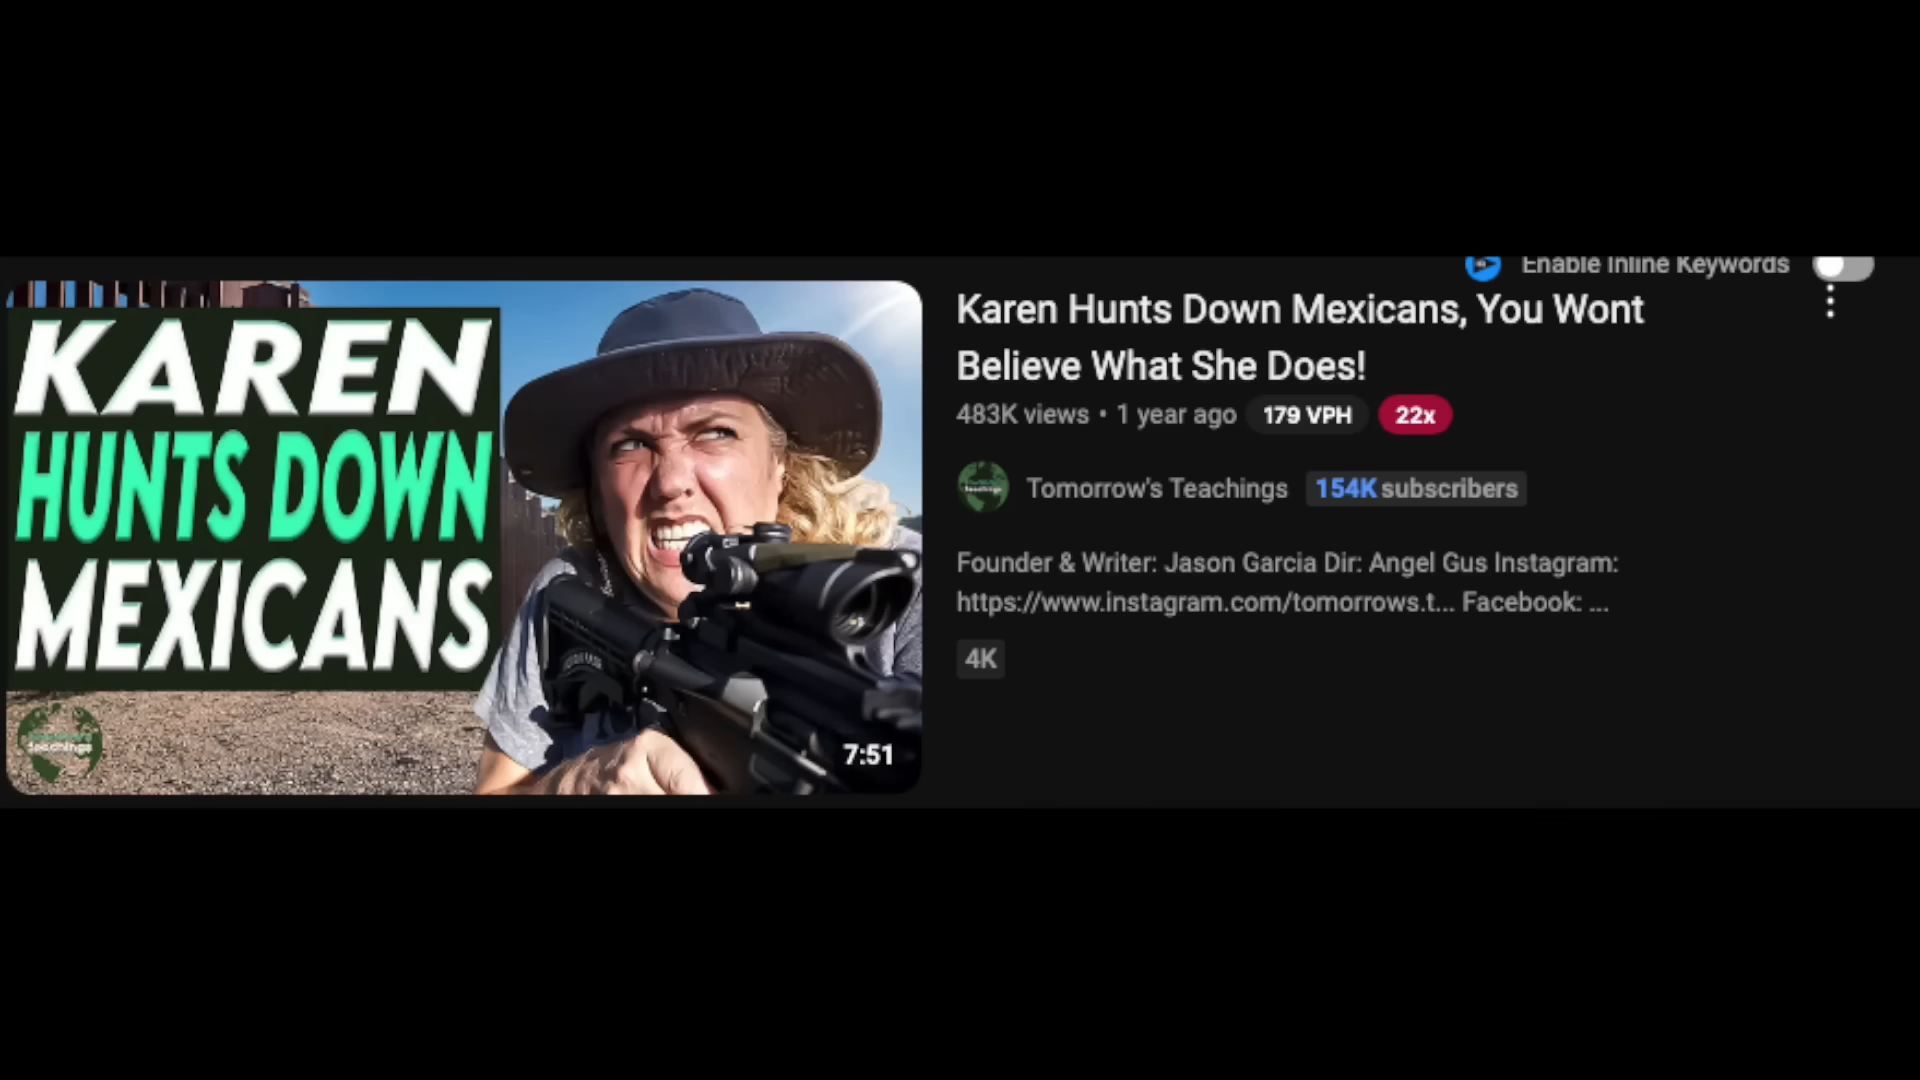 Enable Inline Keywords
KAREN
HUNTS DOWN
MEXICANS
teachings
7:51
Karen Hunts Down Mexicans, You Wont
Believe What She Does!
483K views • 1 year ago 179 VPH 22x
Tomorrow's Teachings 154K subscribers
Founder & Writer: Jason Garcia Dir: Angel Gus Instagram:
https://www.instagram.com/tomorrows.t... Facebook: ...
4K